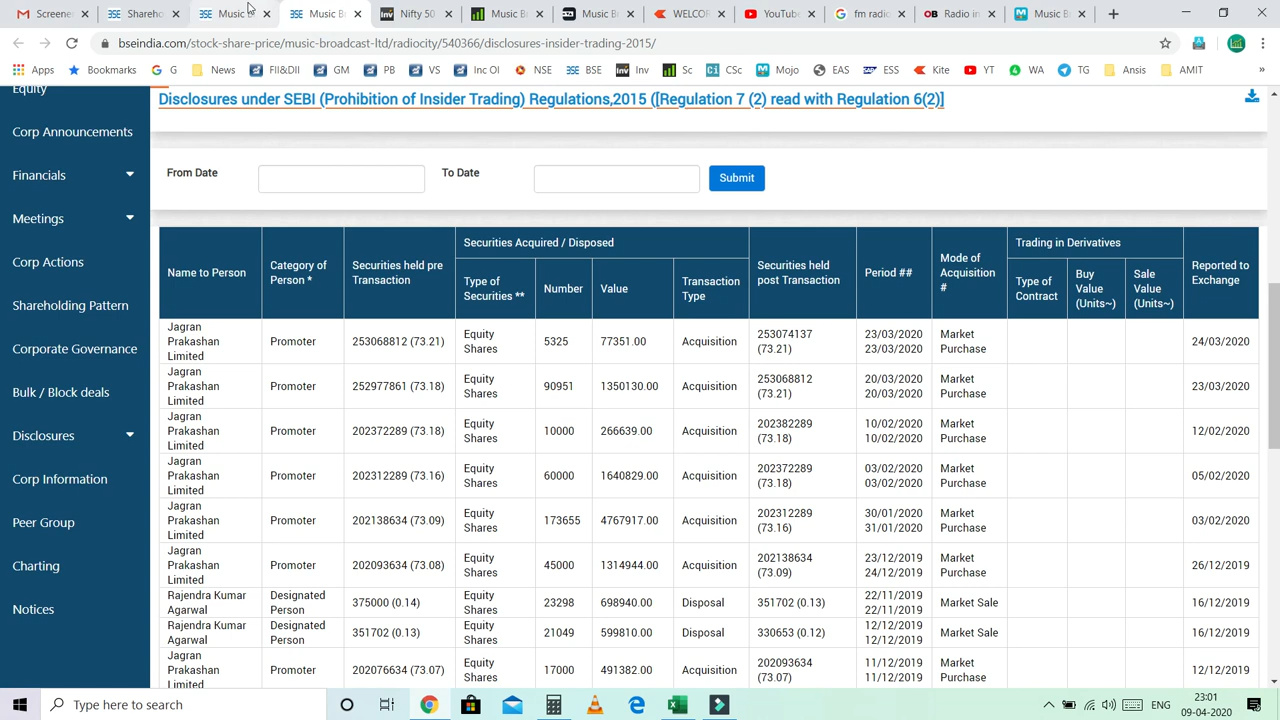 Screene
Shareho
Music B
Music B
Nifty 50
Music B
Music B
WELCOM
YouTube
fm radio
Radio in
Music B
bseindia.com/stock-share-price/music-broadcast-ltd/radiocity/540366/disclosures-insider-trading-2015/
Apps Bookmarks G News FII&DII GM PB VS Inc OI NSE BSE Inv Sc CSc Mojo EAS ESS Kite YT WA TG Ansis AMIT »
Equity
Corp Announcements
Financials
Meetings
Corp Actions
Shareholding Pattern
Corporate Governance
Bulk / Block deals
Disclosures
Corp Information
Peer Group
Charting
Notices
Disclosures under SEBI (Prohibition of Insider Trading) Regulations,2015 ([Regulation 7 (2) read with Regulation 6(2)]
From Date To Date Submit
Name to Person
Category of
Person *
Securities held pre
Transaction
Securities Acquired / Disposed
Type of
Securities **
Number
Value
Transaction
Type
Securities held
post Transaction
Period ##
Mode of
Acquisition
#
Trading in Derivatives
Type of
Contract
Buy
Value
(Units~)
Sale
Value
(Units~)
Reported to
Exchange
Jagran
Prakashan
Limited
Promoter
253068812 (73.21)
Equity
Shares
5325
77351.00
Acquisition
253074137
(73.21)
23/03/2020
23/03/2020
Market
Purchase
24/03/2020
Jagran
Prakashan
Limited
Promoter
252977861 (73.18)
Equity
Shares
90951
1350130.00
Acquisition
253068812
(73.21)
20/03/2020
20/03/2020
Market
Purchase
23/03/2020
Jagran
Prakashan
Limited
Promoter
202372289 (73.18)
Equity
Shares
10000
266639.00
Acquisition
202382289
(73.18)
10/02/2020
10/02/2020
Market
Purchase
12/02/2020
Jagran
Prakashan
Limited
Promoter
202312289 (73.16)
Equity
Shares
60000
1640829.00
Acquisition
202372289
(73.18)
03/02/2020
03/02/2020
Market
Purchase
05/02/2020
Jagran
Prakashan
Limited
Promoter
202138634 (73.09)
Equity
Shares
173655
4767917.00
Acquisition
202312289
(73.16)
30/01/2020
31/01/2020
Market
Purchase
03/02/2020
Jagran
Prakashan
Limited
Promoter
202093634 (73.08)
Equity
Shares
45000
1314944.00
Acquisition
202138634
(73.09)
23/12/2019
24/12/2019
Market
Purchase
26/12/2019
Rajendra Kumar
Agarwal
Designated
Person
375000 (0.14)
Equity
Shares
23298
698940.00
Disposal
351702 (0.13)
22/11/2019
22/11/2019
Market Sale
16/12/2019
Rajendra Kumar
Agarwal
Designated
Person
351702 (0.13)
Equity
Shares
21049
599810.00
Disposal
330653 (0.12)
12/12/2019
12/12/2019
Market Sale
16/12/2019
Jagran
Prakashan
Limited
Promoter
202076634 (73.07)
Equity
Shares
17000
491382.00
Acquisition
202093634
(73.07)
11/12/2019
11/12/2019
Market
Purchase
12/12/2019
Type here to search
ENG
23:01
09-04-2020